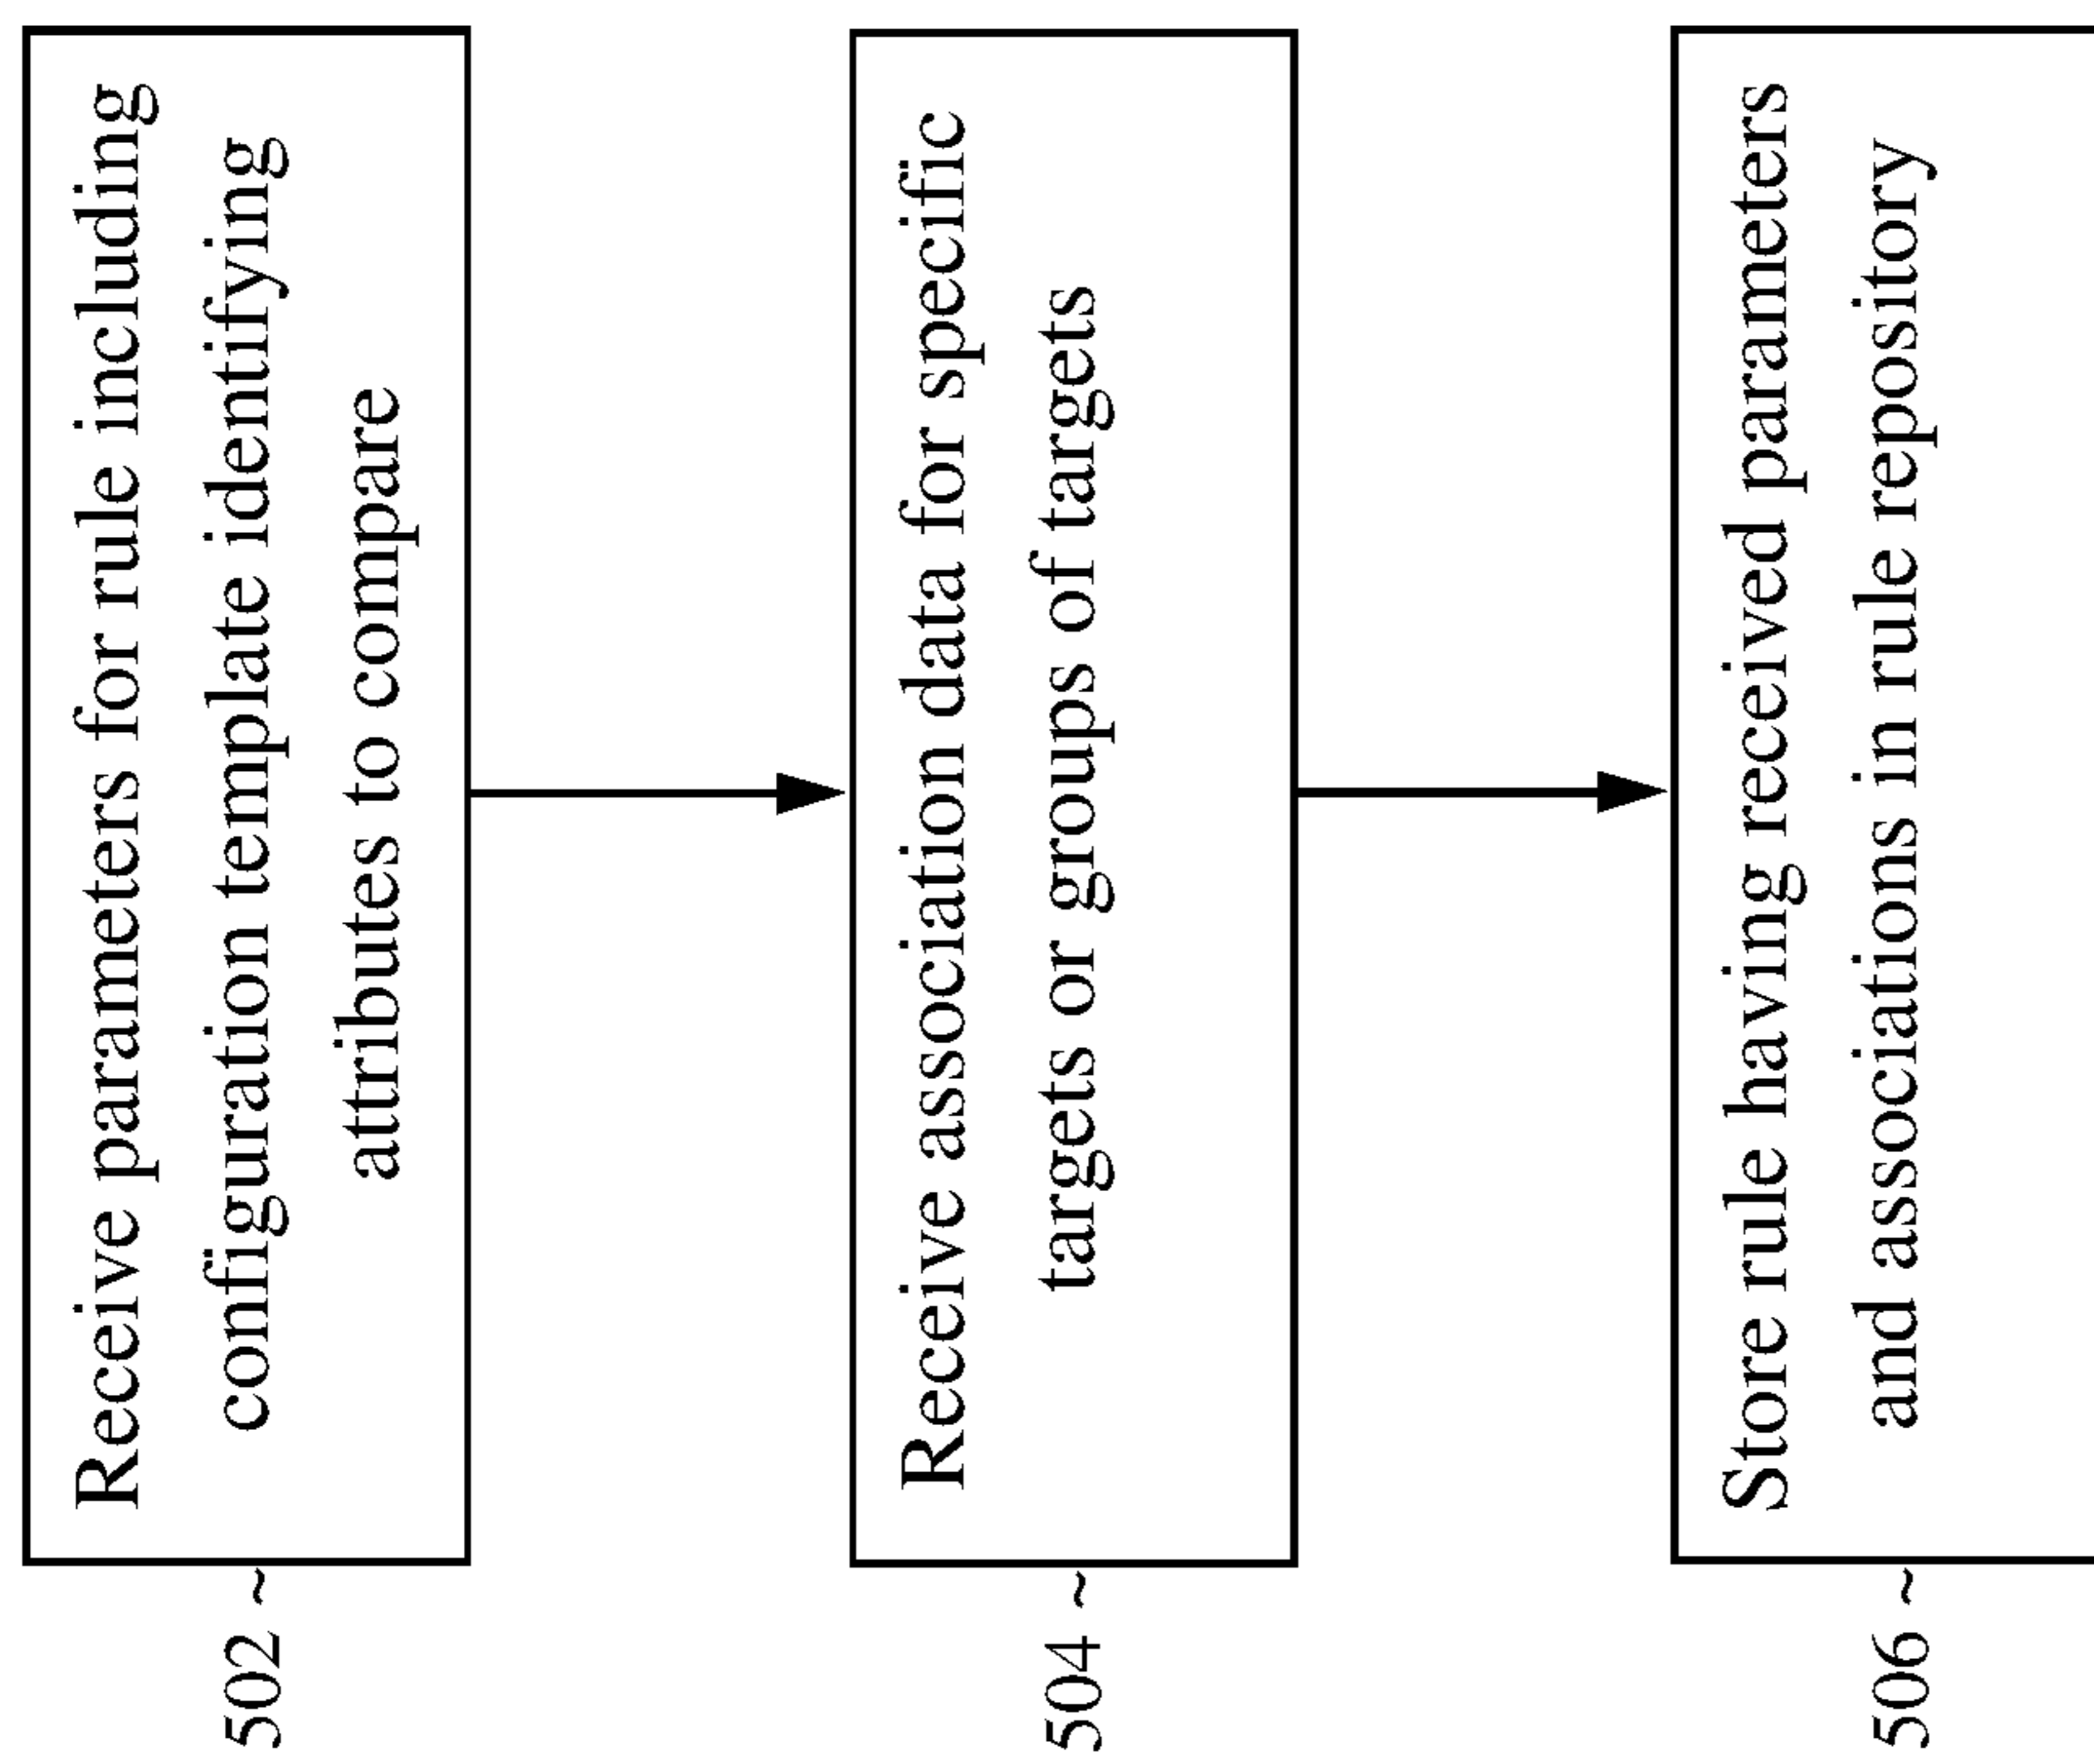 Receive parameters for rule including
configuration template identifying
attributes to compare
502 ~
Receive association data for specific
targets or groups of targets
504 ~
Store rule having received parameters
and associations in rule repository
506 ~